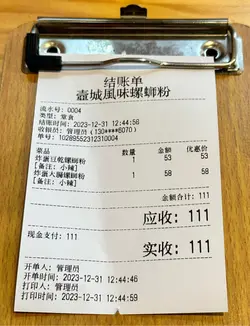 结账单
壹城風味螺螄粉
流水号: 0004
类型: 堂食
结账时间: 2023-12-31 12:44:56
收银员: 管理员 (130****6070)
单号: 10289552312310004
菜品 数量 金额 优惠价
炸蛋豆乾螺螄粉 1 53 53
[备注: 小辣]
炸蛋大腸螺螄粉 1 58 58
[备注: 小辣]
金额合计: 111
应收: 111
现金支付: 111
实收: 111
开单人: 管理员
开单时间: 2023-12-31 12:44:46
打印人: 管理员
打印时间: 2023-12-31 12:44:59